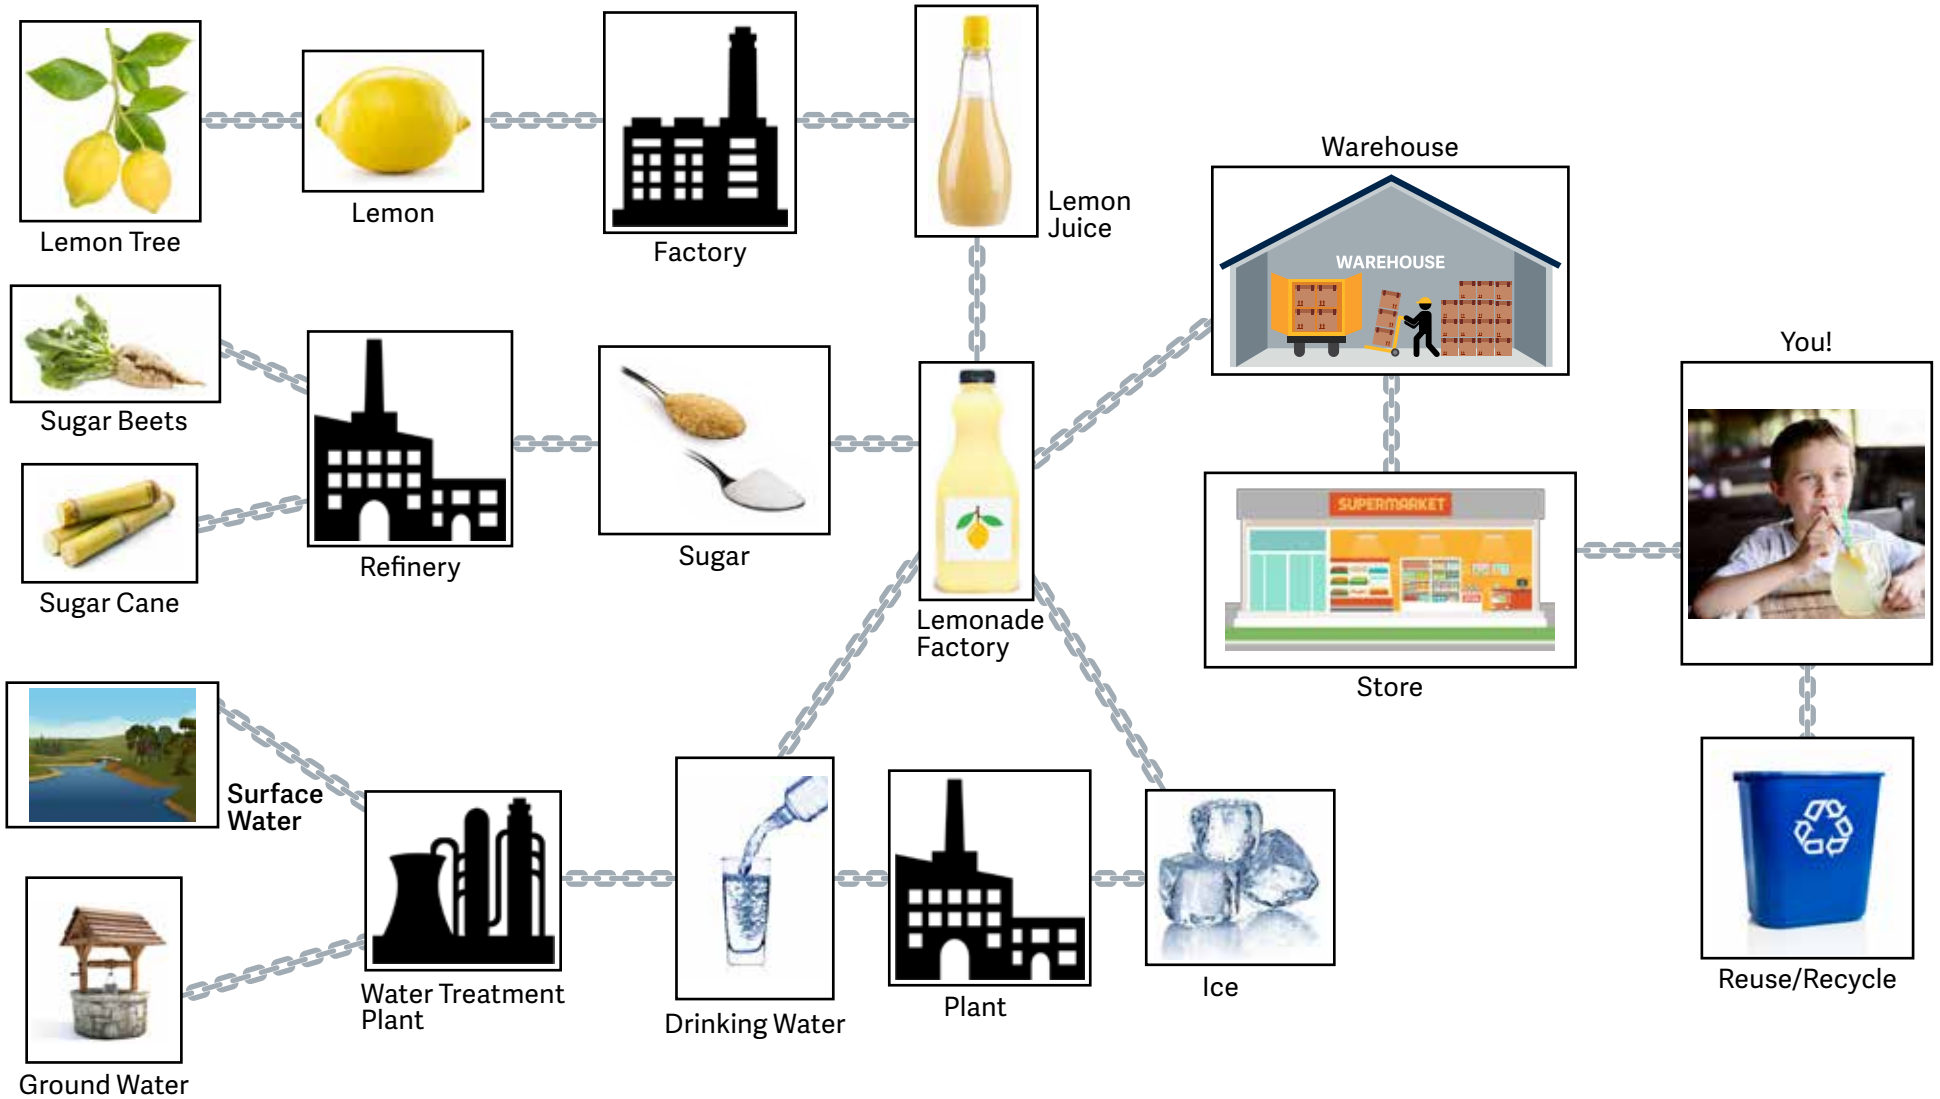 Lemon Tree
Lemon
Factory
Lemon
Juice
Warehouse
WAREHOUSE
Sugar Beets
Sugar Cane
Refinery
Sugar
Lemonade
Factory
SUPERMARKET
Store
You!
Surface
Water
Ground Water
Water Treatment
Plant
Drinking Water
Plant
Ice
Reuse/Recycle